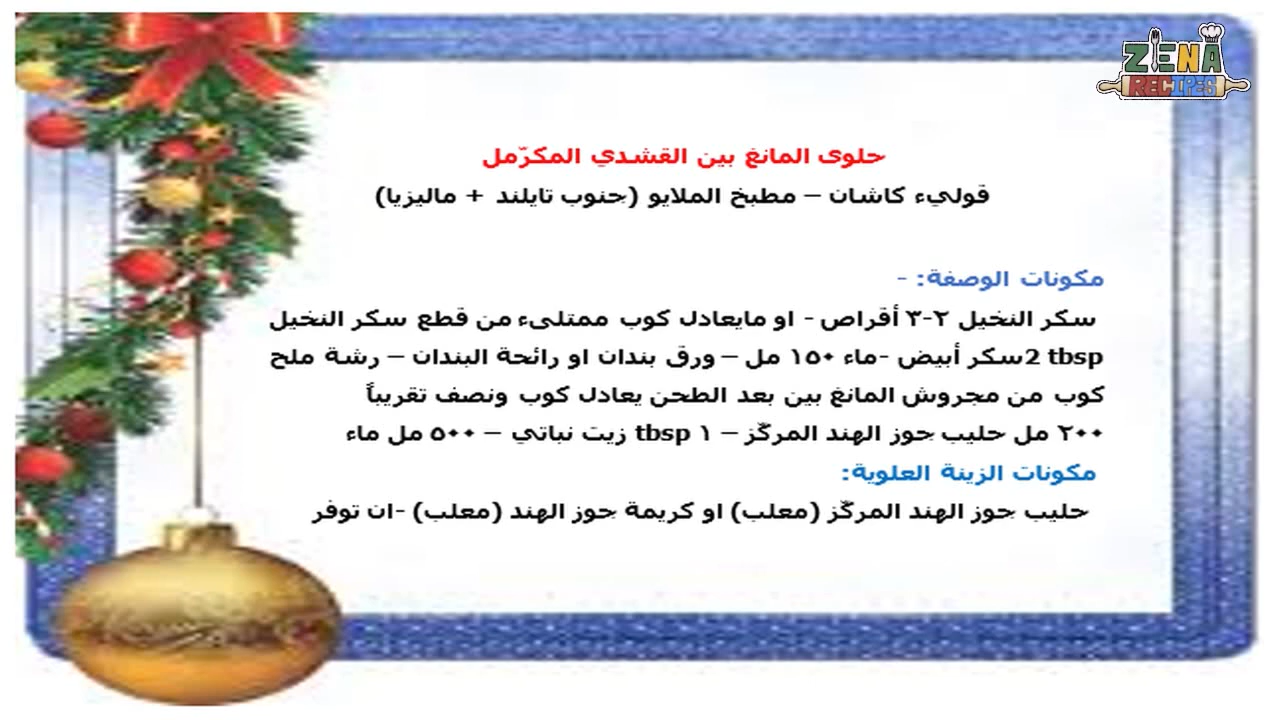 ZENA
RECIPES
حلوى المانغ بين القشدي المكرّمل
قوليء كاشان – مطبخ الملايو (جنوب تايلند + ماليزيا)
مكونات الوصفة: -
سكر النخيل ٢-٣ أقراص - او مايعادل كوب ممتلىء من قطع سكر النخيل
2 tbsp سكر أبيض -ماء ١٥٠ مل – ورق بندان او رائحة البندان – رشة ملح
كوب من مجروش المانغ بين بعد الطحن يعادل كوب ونصف تقريباً
٢٠٠ مل حليب جوز الهند المركّز – ١ tbsp زيت نباتي – ٥٠٠ مل ماء
مكونات الزينة العلوية:
حليب جوز الهند المركّز (معلب) او كريمة جوز الهند (معلب) -ان توفر